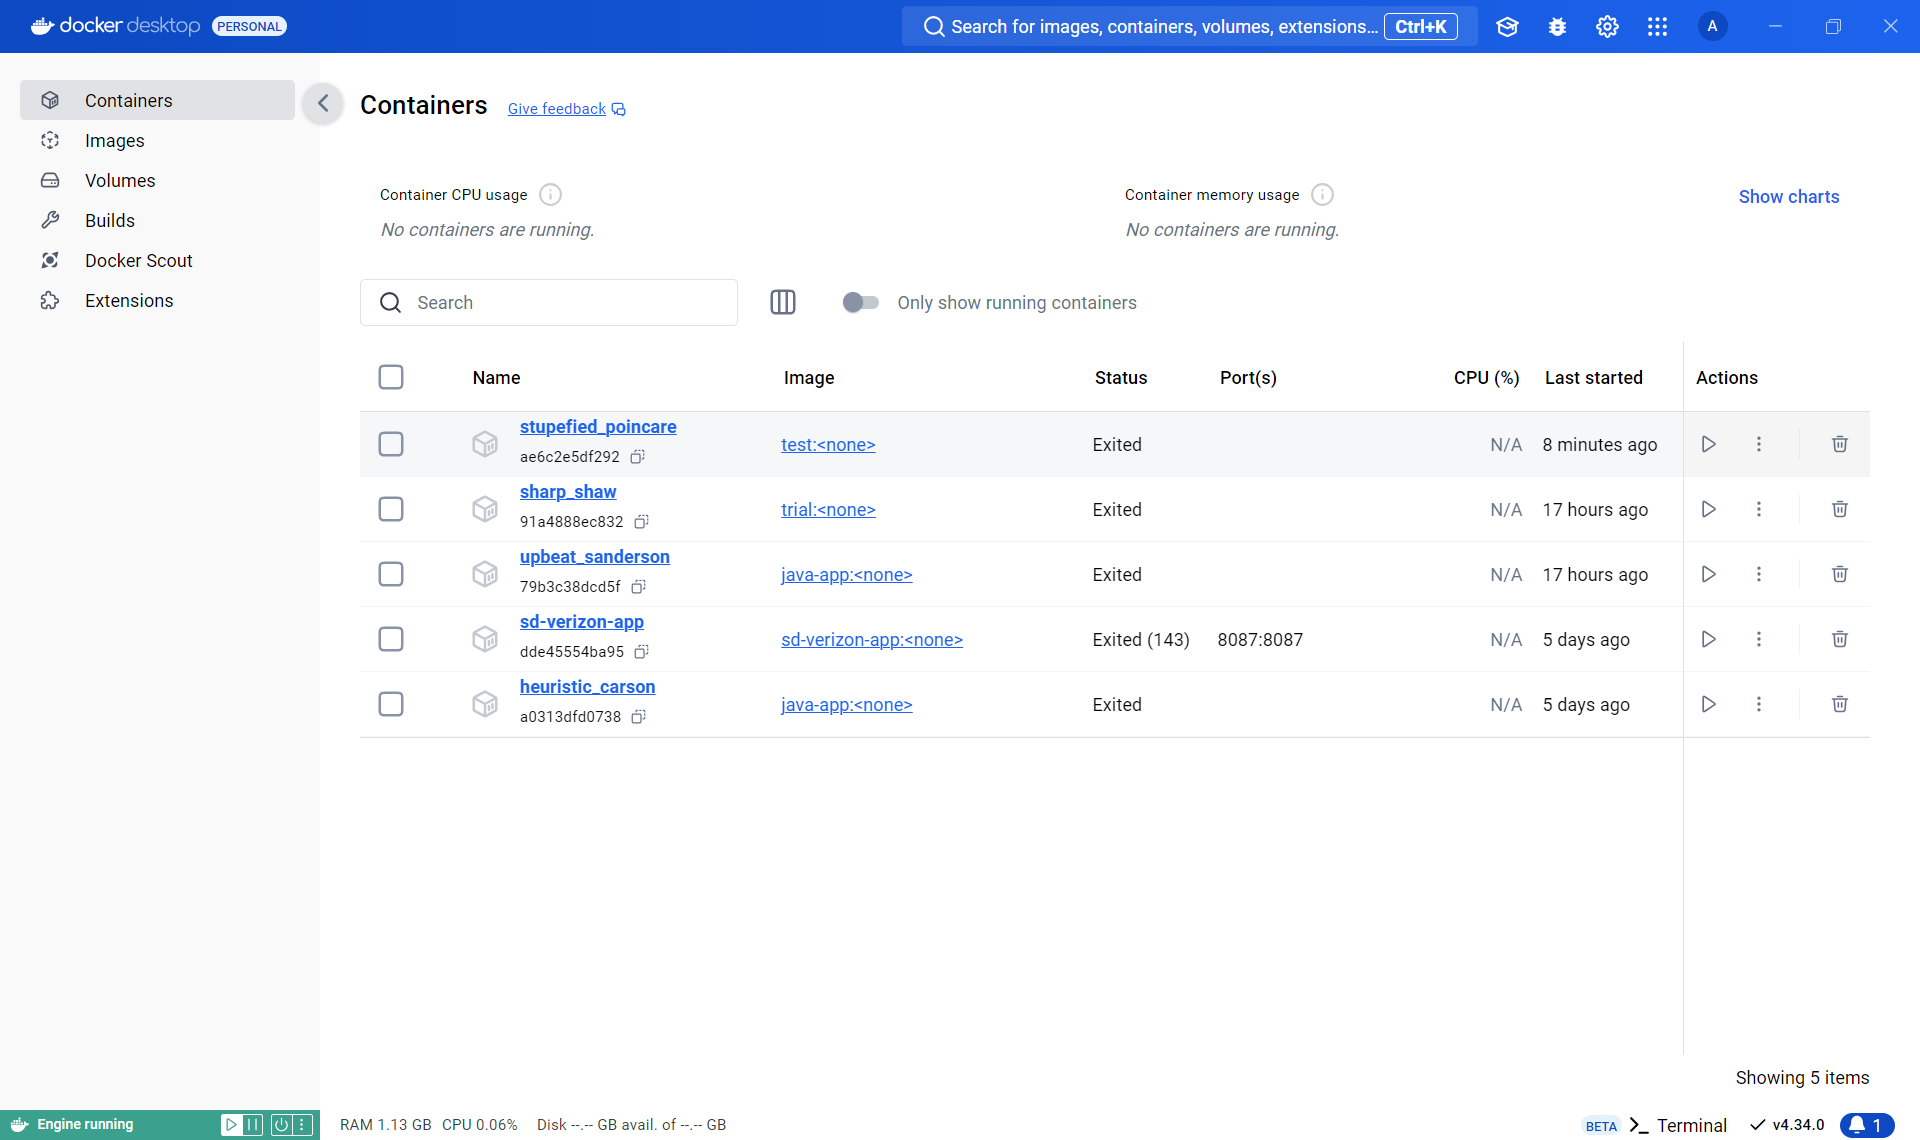 docker desktop PERSONAL
Search for images, containers, volumes, extensions... Ctrl+K
A
Containers
Images
Volumes
Builds
Docker Scout
Extensions
Containers Give feedback
Container CPU usage
No containers are running.
Container memory usage
No containers are running.
Show charts
Search
Only show running containers
Name Image Status Port(s) CPU (%) Last started Actions
stupefied_poincare
ae6c2e5df292
test:<none> Exited N/A 8 minutes ago
sharp_shaw
91a4888ec832
trial:<none> Exited N/A 17 hours ago
upbeat_sanderson
79b3c38dcd5f
java-app:<none> Exited N/A 17 hours ago
sd-verizon-app
dde45554ba95
sd-verizon-app:<none> Exited (143) 8087:8087 N/A 5 days ago
heuristic_carson
a0313dfd0738
java-app:<none> Exited N/A 5 days ago
Showing 5 items
Engine running
RAM 1.13 GB CPU 0.06% Disk --.-- GB avail. of --.-- GB
BETA Terminal v4.34.0 1